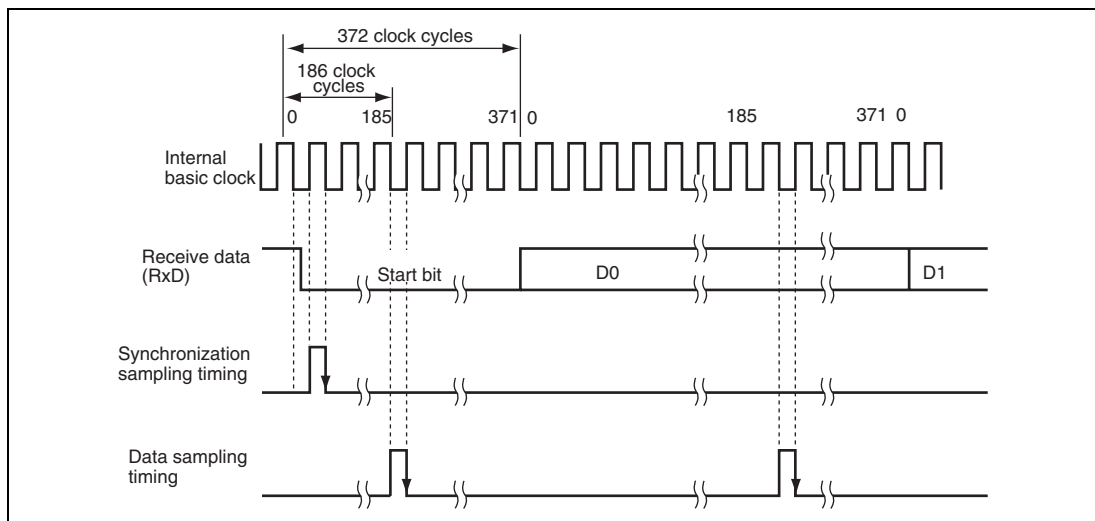 372 clock cycles
186 clock
cycles
0 185 371 0 185 371 0
Internal
basic clock
Receive data
(RxD)
Start bit D0 D1
Synchronization
sampling timing
Data sampling
timing